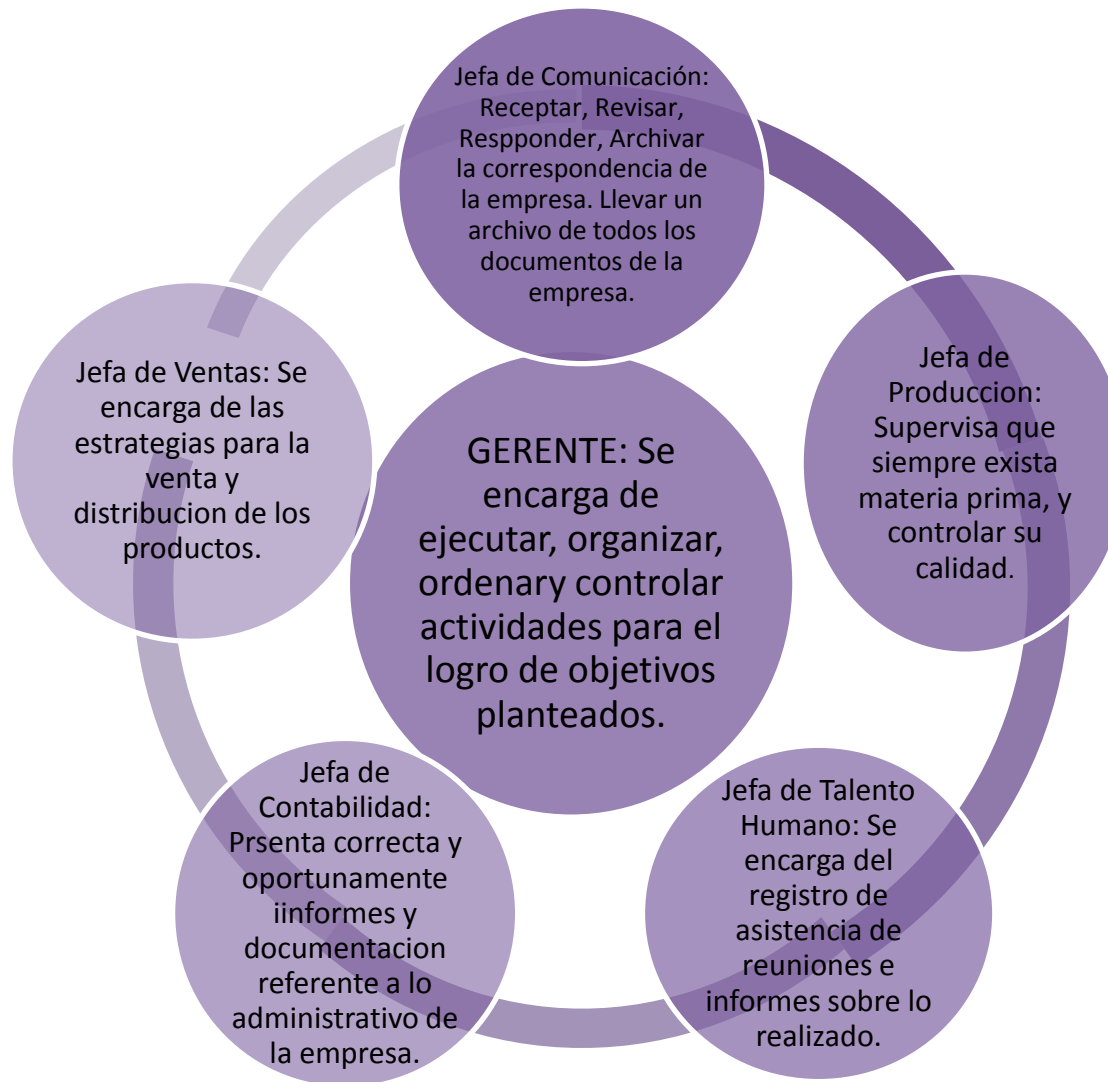 Jefa de Comunicación:
Receptar, Revisar,
Respponder, Archivar
la correspondencia de
la empresa. Llevar un
archivo de todos los
documentos de la
empresa.
Jefa de
Produccion:
Supervisa que
siempre exista
materia prima, y
controlar su
calidad.
Jefa de Talento
Humano: Se
encarga del
registro de
asistencia de
reuniones e
informes sobre lo
realizado.
Jefa de
Contabilidad:
Prsenta correcta y
oportunamente
iinformes y
documentacion
referente a lo
administrativo de
la empresa.
Jefa de Ventas: Se
encarga de las
estrategias para la
venta y
distribucion de los
productos.
GERENTE: Se
encarga de
ejecutar, organizar,
ordenary controlar
actividades para el
logro de objetivos
planteados.